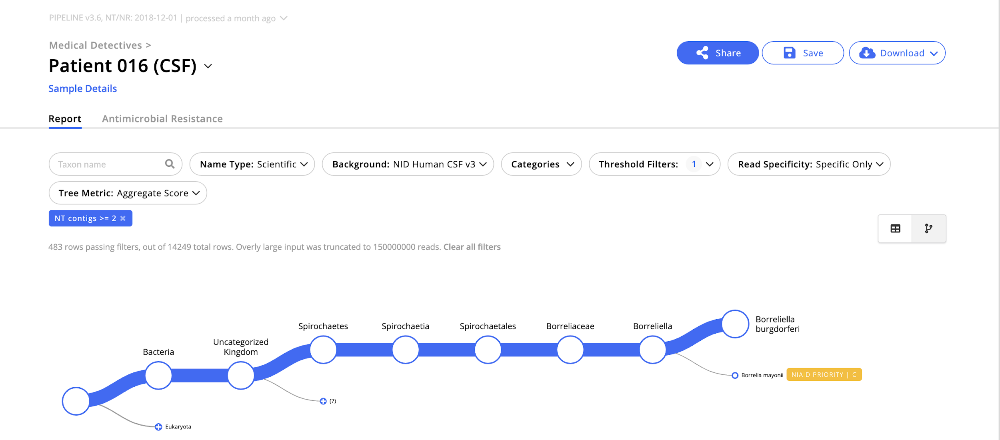 PIPELINE v3.6, NT/NR: 2018-12-01 | processed a month ago
Medical Detectives >
Patient 016 (CSF)
Share
Save
Download
Sample Details
Report
Antimicrobial Resistance
Taxon name
Name Type: Scientific
Background: NID Human CSF v3
Categories
Threshold Filters: 1
Read Specificity: Specific Only
Tree Metric: Aggregate Score
NT contigs >= 2
483 rows passing filters, out of 14249 total rows. Overly large input was truncated to 150000000 reads. Clear all filters
Bacteria
Uncategorized
Kingdom
Spirochaetes
Spirochaetia
Spirochaetales
Borreliaceae
Borreliella
Borreliella
burgdorferi
Borrelia mayonii
NIAID PRIORITY | C
(7)
Eukaryota